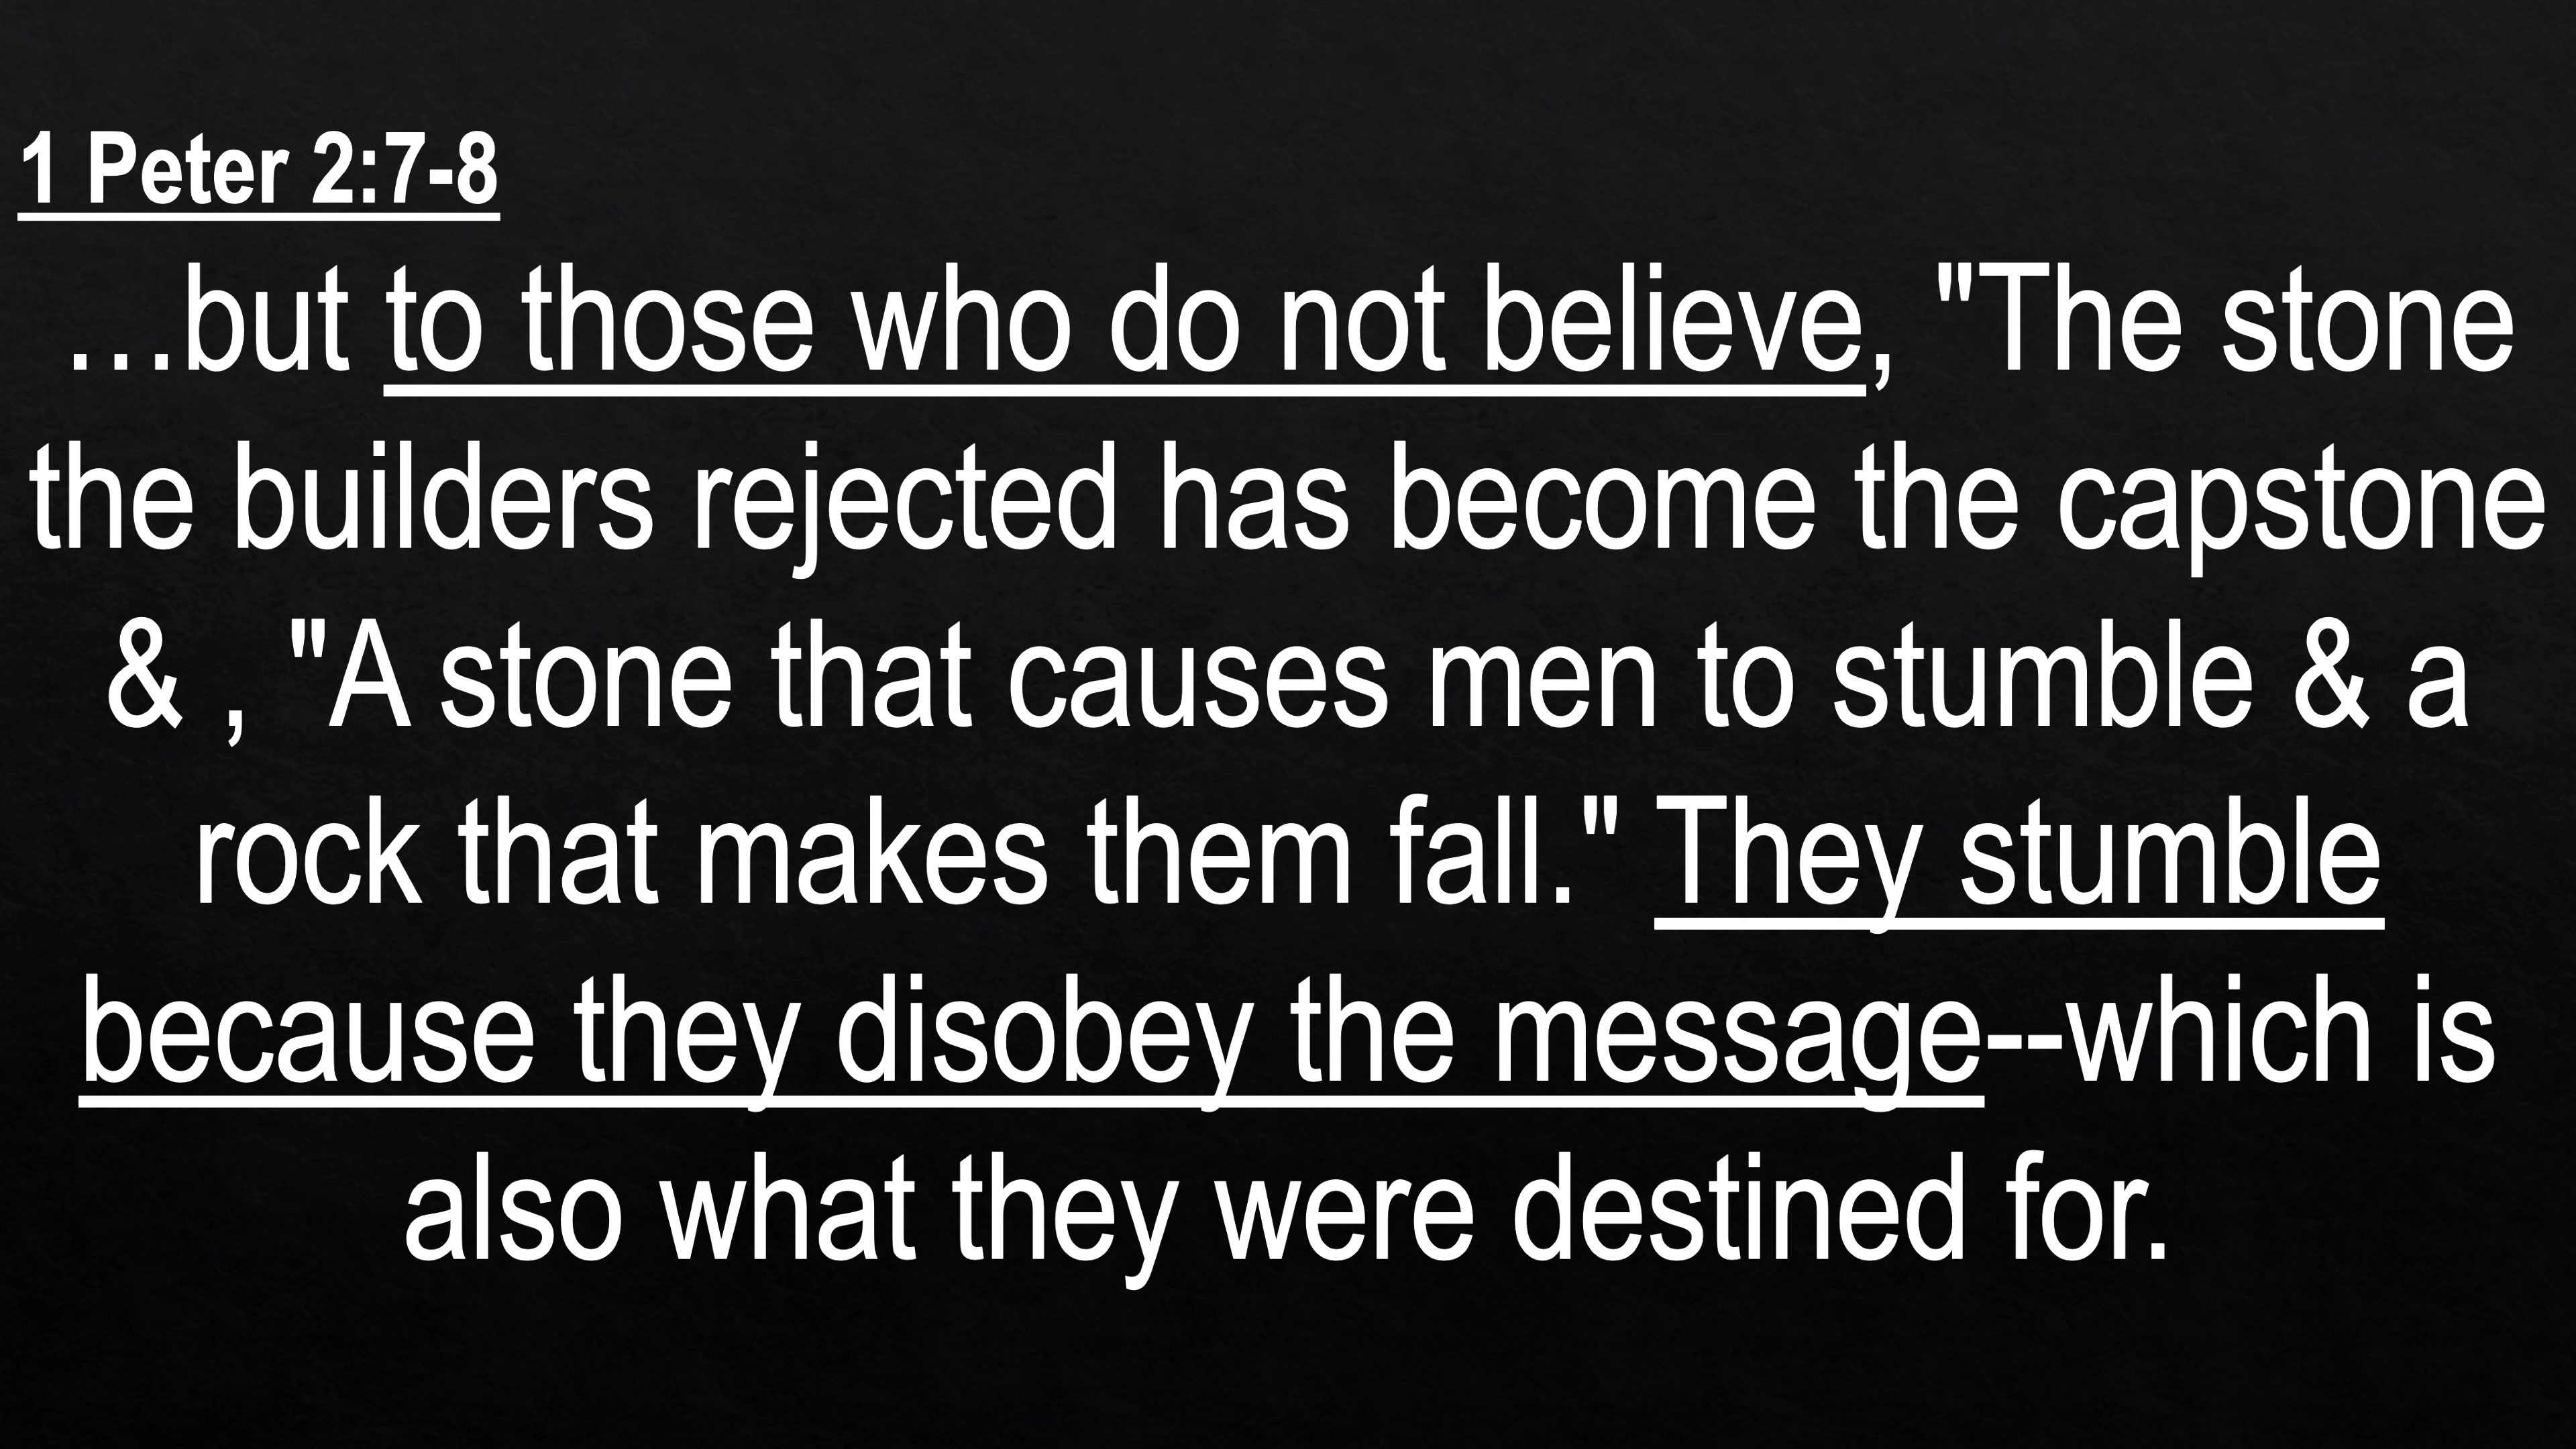 1 Peter 2:7-8
…but to those who do not believe, "The stone
the builders rejected has become the capstone
& , "A stone that causes men to stumble & a
rock that makes them fall." They stumble
because they disobey the message--which is
also what they were destined for.